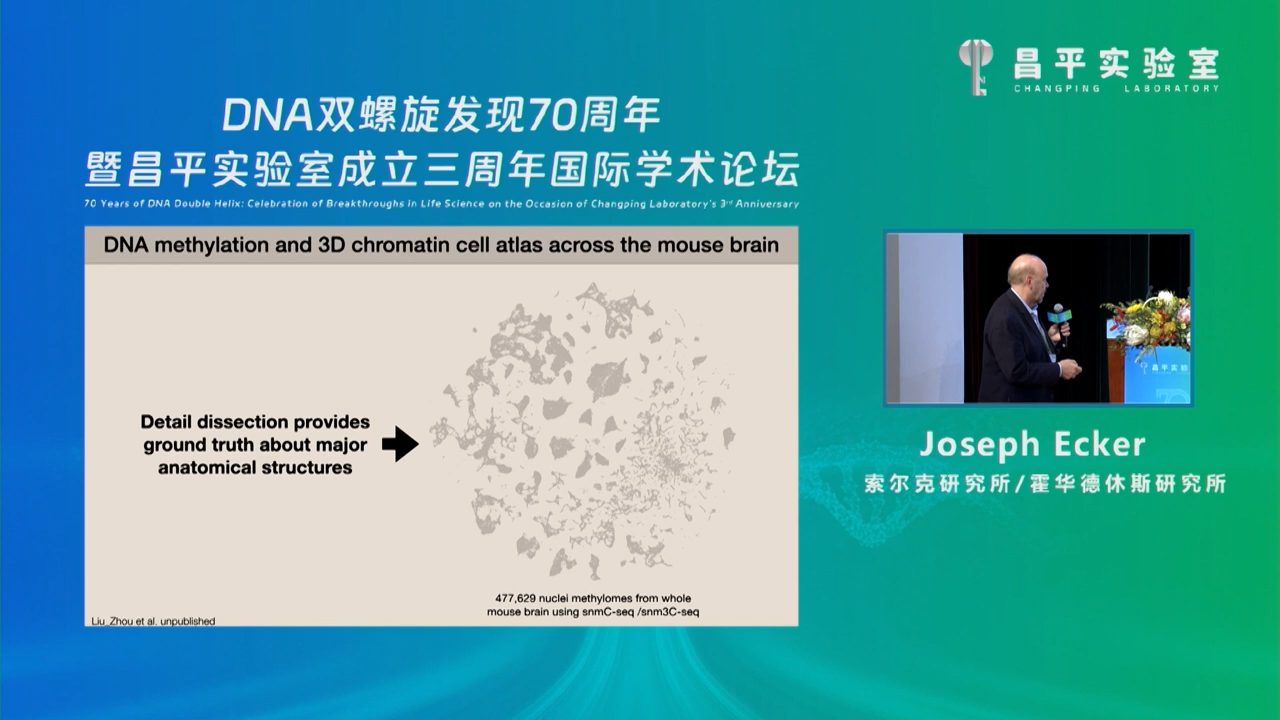 昌平实验室
CHANGPING LABORATORY
DNA双螺旋发现70周年
暨昌平实验室成立三周年国际学术论坛
70 Years of DNA Double Helix: Celebration of Breakthroughs in Life Science on the Occasion of Changping Laboratory's 3rd Anniversary
DNA methylation and 3D chromatin cell atlas across the mouse brain
Detail dissection provides
ground truth about major
anatomical structures
477,629 nuclei methylomes from whole
mouse brain using snmC-seq /snm3C-seq
Liu_Zhou et al. unpublished
昌平实验
70
Joseph Ecker
索尔克研究所/霍华德休斯研究所